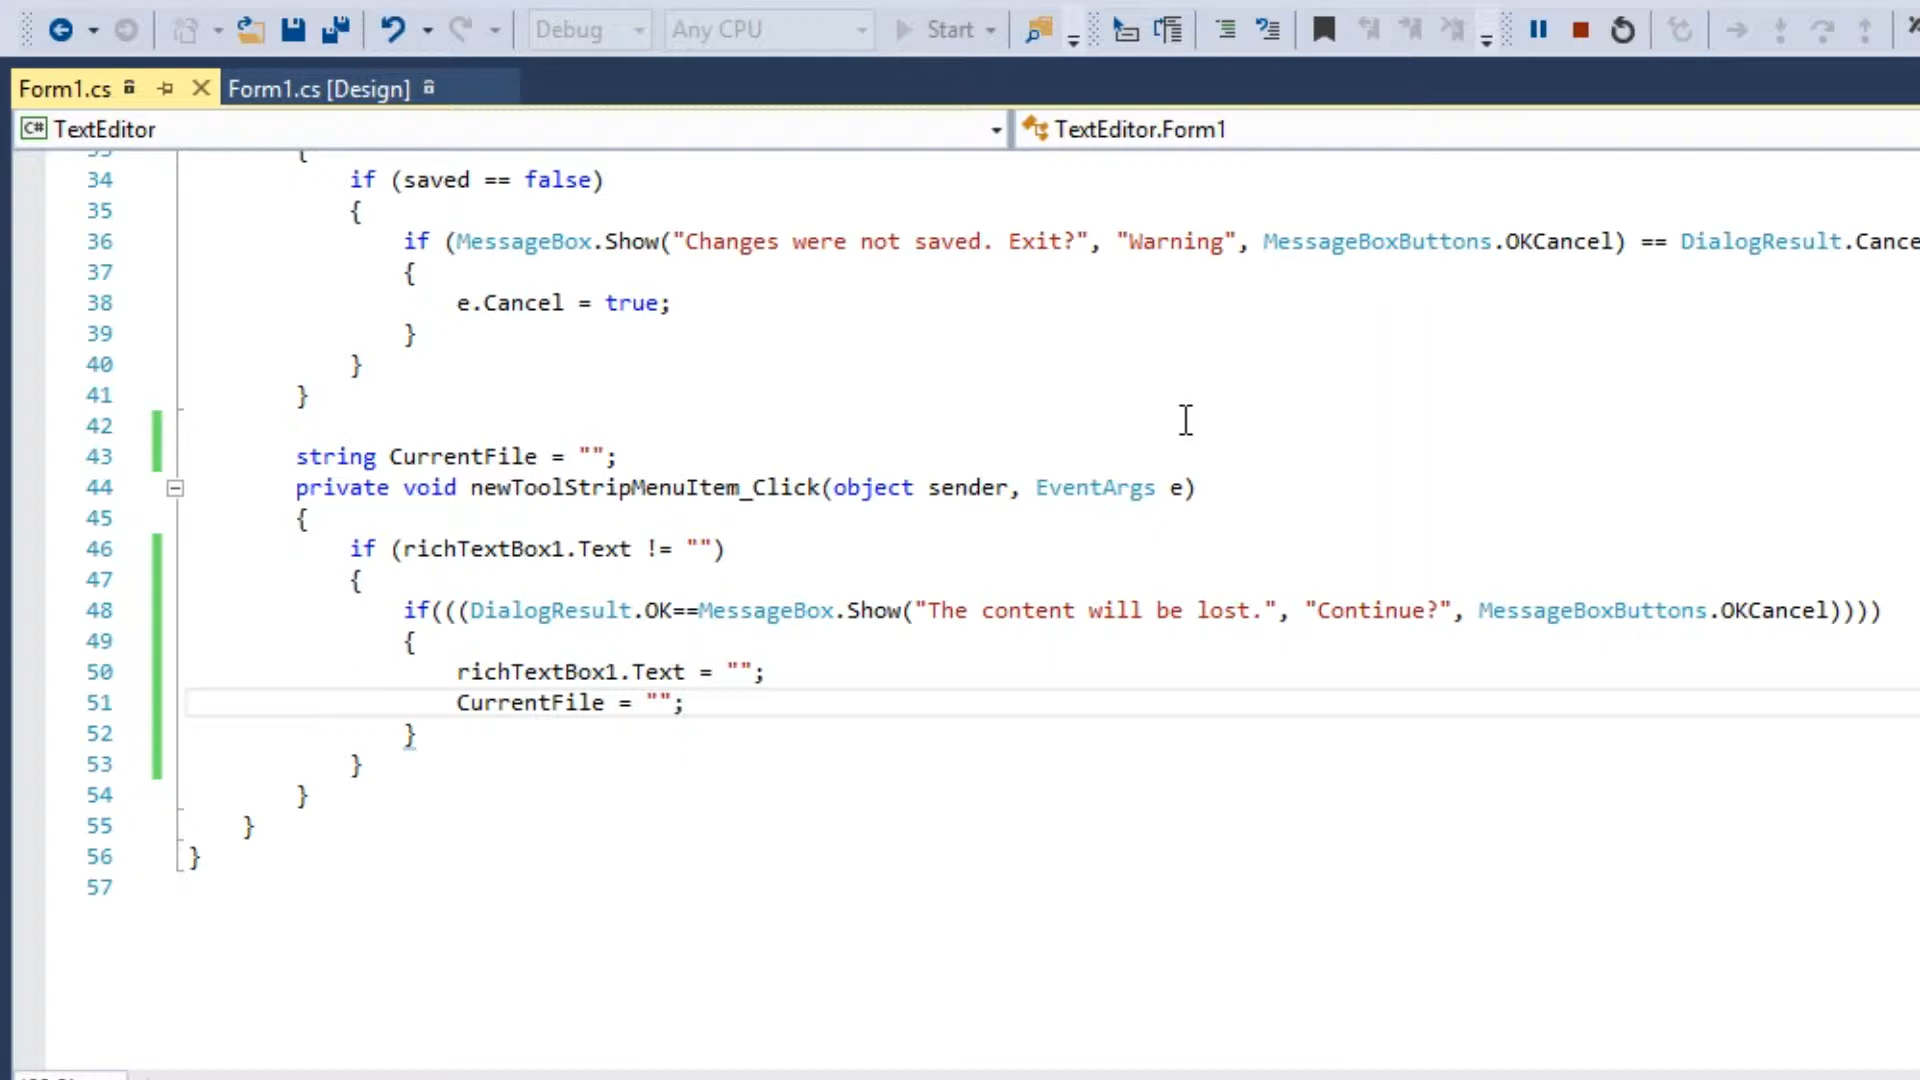 Debug Any CPU Start
Form1.cs Form1.cs [Design]
C# TextEditor TextEditor.Form1
{
34 if (saved == false)
35 {
36 if (MessageBox.Show("Changes were not saved. Exit?", "Warning", MessageBoxButtons.OKCancel) == DialogResult.Cance
37 {
38 e.Cancel = true;
39 }
40 }
41 }
42
43 string CurrentFile = "";
44 private void newToolStripMenuItem_Click(object sender, EventArgs e)
45 {
46 if (richTextBox1.Text != "")
47 {
48 if(((DialogResult.OK==MessageBox.Show("The content will be lost.", "Continue?", MessageBoxButtons.OKCancel))))
49 {
50 richTextBox1.Text = "";
51 CurrentFile = "";
52 }
53 }
54 }
55 }
56 }
57